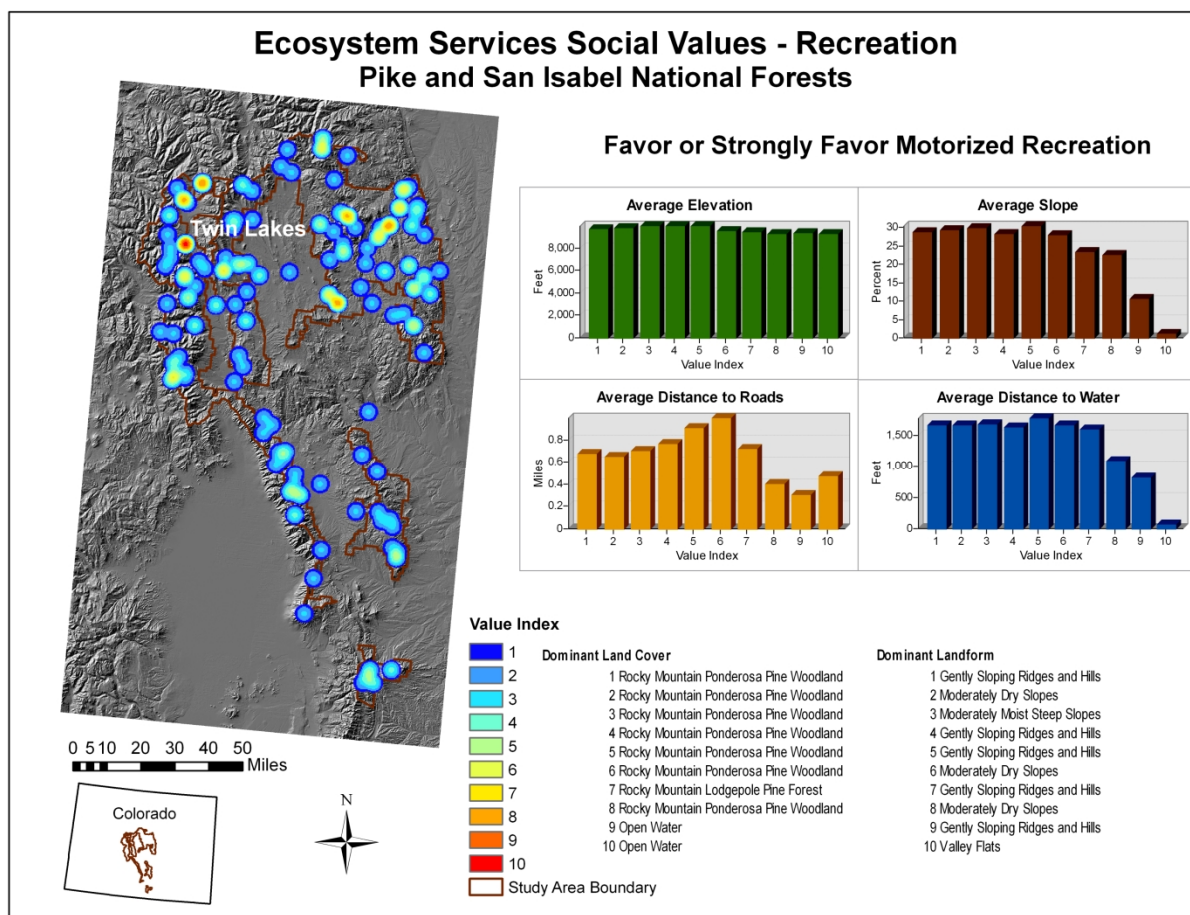 Ecosystem Services Social Values - Recreation
Pike and San Isabel National Forests
Twin Lakes
Favor or Strongly Favor Motorized Recreation
Average Elevation
Feet
8,000
6,000
4,000
2,000
0
1 2 3 4 5 6 7 8 9 10
Value Index
Average Slope
Percent
30
25
20
15
10
5
0
1 2 3 4 5 6 7 8 9 10
Value Index
Average Distance to Roads
Miles
0.8
0.6
0.4
0.2
0
1 2 3 4 5 6 7 8 9 10
Value Index
Average Distance to Water
Feet
1,500
1,000
500
0
1 2 3 4 5 6 7 8 9 10
Value Index
0 5 10 20 30 40 50
Miles
Colorado
N
Value Index
1
2
3
4
5
6
7
8
9
10
Study Area Boundary
Dominant Land Cover
1 Rocky Mountain Ponderosa Pine Woodland
2 Rocky Mountain Ponderosa Pine Woodland
3 Rocky Mountain Ponderosa Pine Woodland
4 Rocky Mountain Ponderosa Pine Woodland
5 Rocky Mountain Ponderosa Pine Woodland
6 Rocky Mountain Ponderosa Pine Woodland
7 Rocky Mountain Lodgepole Pine Forest
8 Rocky Mountain Ponderosa Pine Woodland
9 Open Water
10 Open Water
Dominant Landform
1 Gently Sloping Ridges and Hills
2 Moderately Dry Slopes
3 Moderately Moist Steep Slopes
4 Gently Sloping Ridges and Hills
5 Gently Sloping Ridges and Hills
6 Moderately Dry Slopes
7 Gently Sloping Ridges and Hills
8 Moderately Dry Slopes
9 Gently Sloping Ridges and Hills
10 Valley Flats